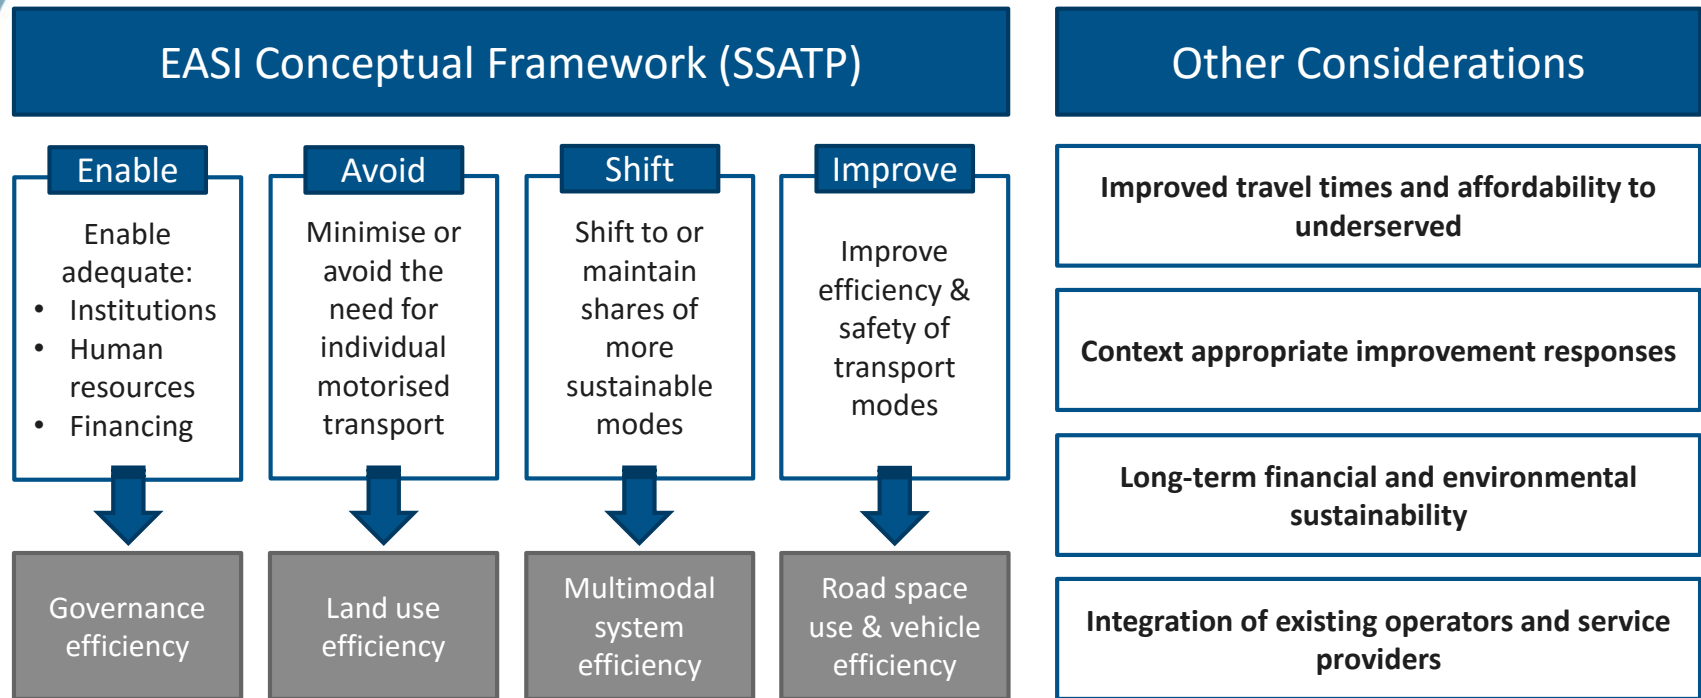 EASI Conceptual Framework (SSATP)
Enable
Enable
adequate:
• Institutions
• Human
resources
• Financing
Governance
efficiency
Avoid
Minimise or
avoid the
need for
individual
motorised
transport
Land use
efficiency
Shift
Shift to or
maintain
shares of
more
sustainable
modes
Multimodal
system
efficiency
Improve
Improve
efficiency &
safety of
transport
modes
Road space
use & vehicle
efficiency
Other Considerations
Improved travel times and affordability to
underserved
Context appropriate improvement responses
Long-term financial and environmental
sustainability
Integration of existing operators and service
providers